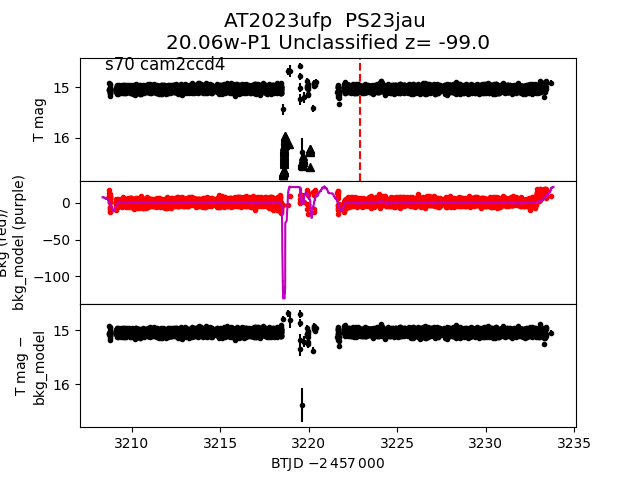 AT2023ufp  PS23jau
20.06w-P1 Unclassified z= -99.0
s70 cam2ccd4
15
16
T mag
0
−50
−100
Bkg (red)/
bkg_model (purple)
15
16
T mag −
bkg_model
3210 3215 3220 3225 3230 3235
BTJD −2 457 000